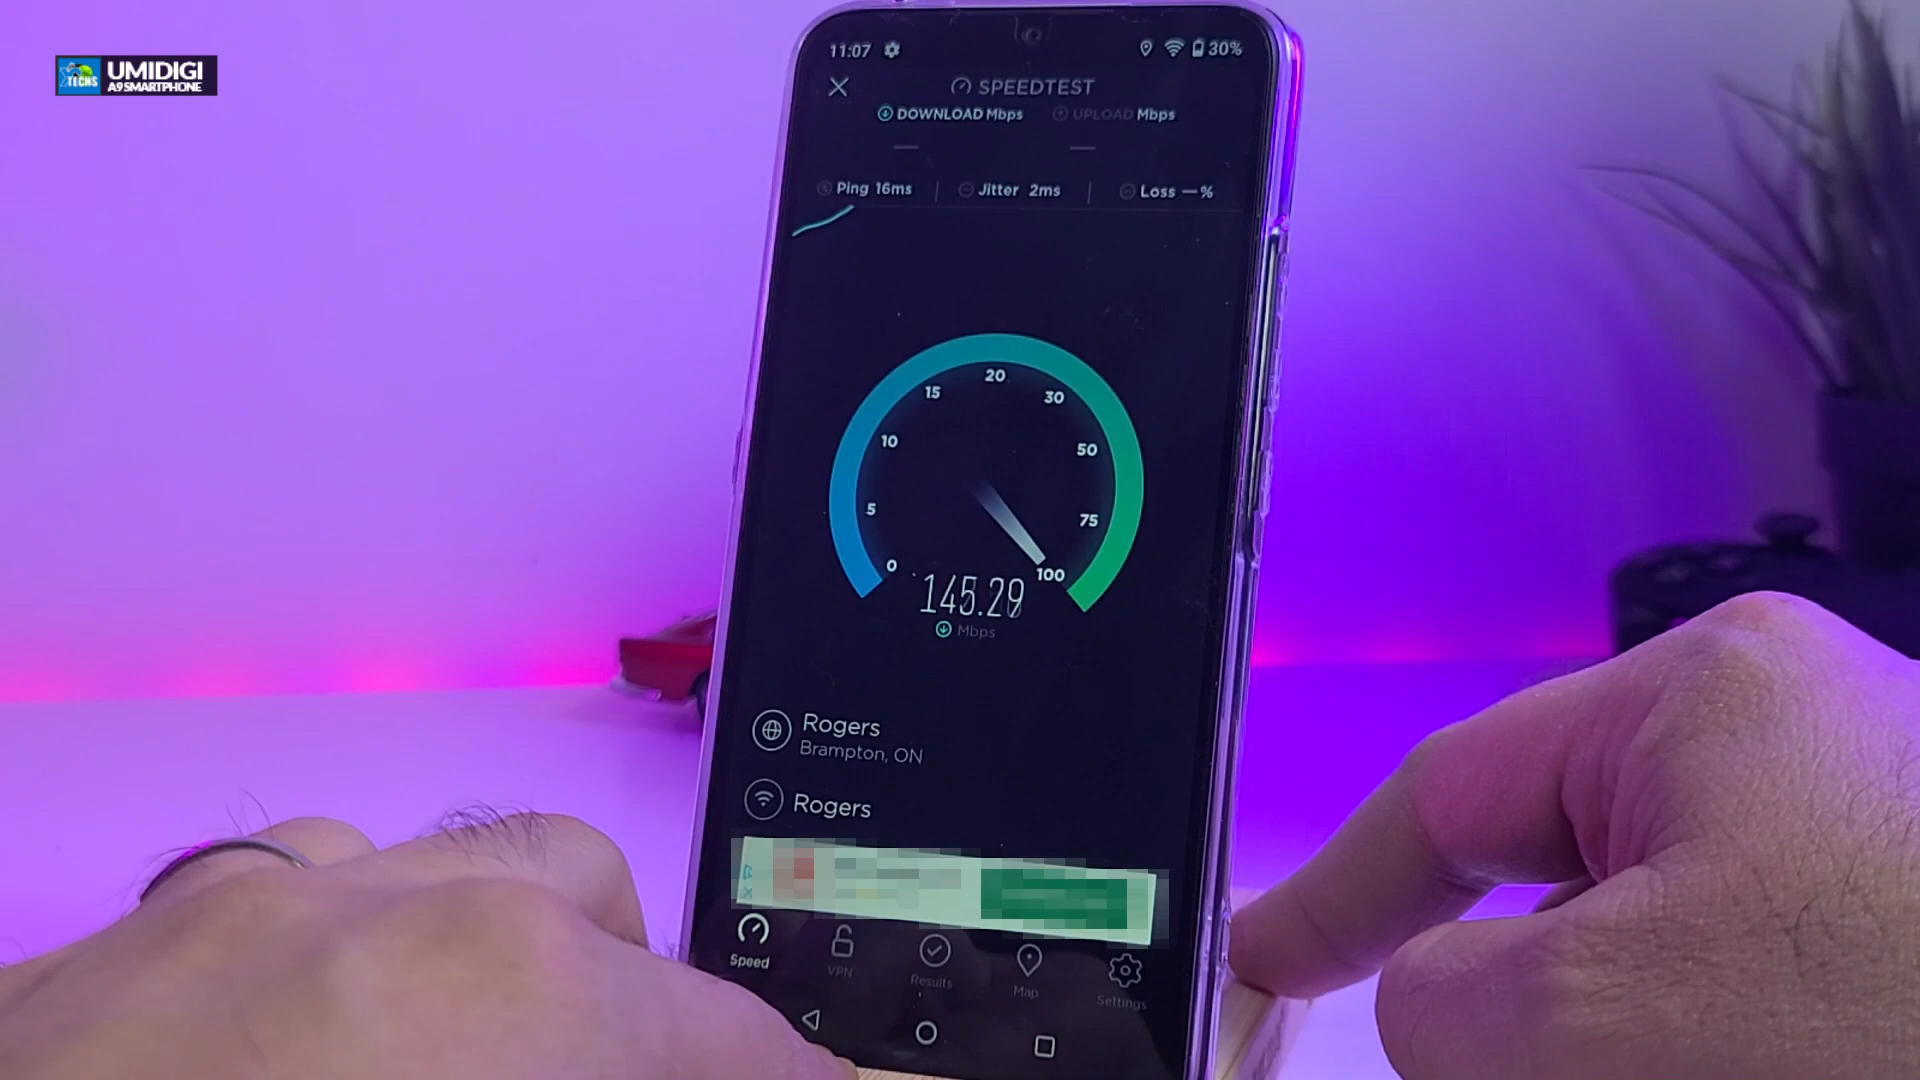 TECHS
UMIDIGI
A9 SMARTPHONE
11:07
30%
SPEEDTEST
DOWNLOAD Mbps
UPLOAD Mbps
Ping 16ms
Jitter 2ms
Loss — %
20
15
30
10
50
5
75
0
100
145.29
Mbps
Rogers
Brampton, ON
Rogers
Speed
VPN
Results
Map
Settings